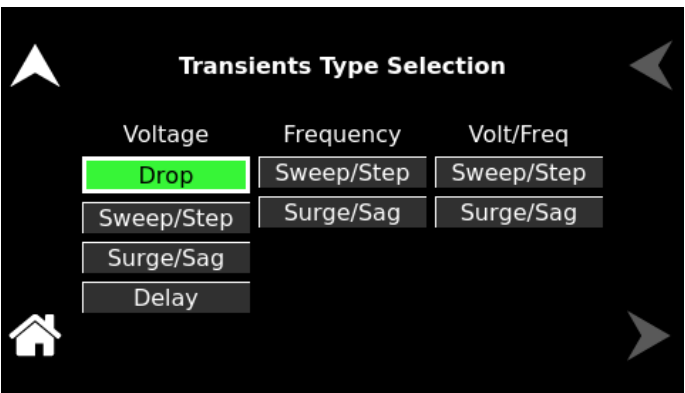 Transients Type Selection
Voltage Frequency Volt/Freq
Drop Sweep/Step Sweep/Step
Sweep/Step Surge/Sag Surge/Sag
Surge/Sag
Delay